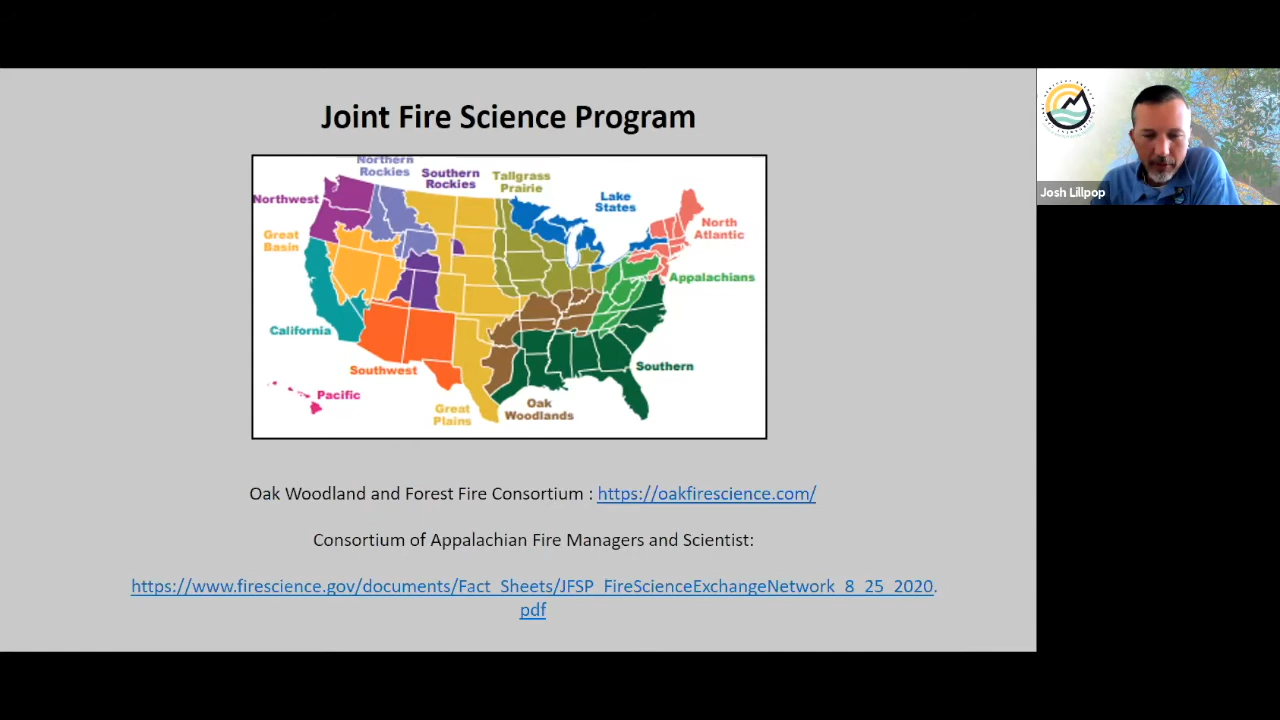 Joint Fire Science Program
Northern
Rockies
Southern
Rockies
Tallgrass
Prairie
Lake
States
Northwest
North
Atlantic
Great
Basin
Appalachians
California
Southern
Southwest
Pacific
Great
Plains
Oak
Woodlands
Oak Woodland and Forest Fire Consortium : https://oakfirescience.com/
Consortium of Appalachian Fire Managers and Scientist:
https://www.firescience.gov/documents/Fact_Sheets/JFSP_FireScienceExchangeNetwork_8_25_2020.
pdf
Josh Lillpop